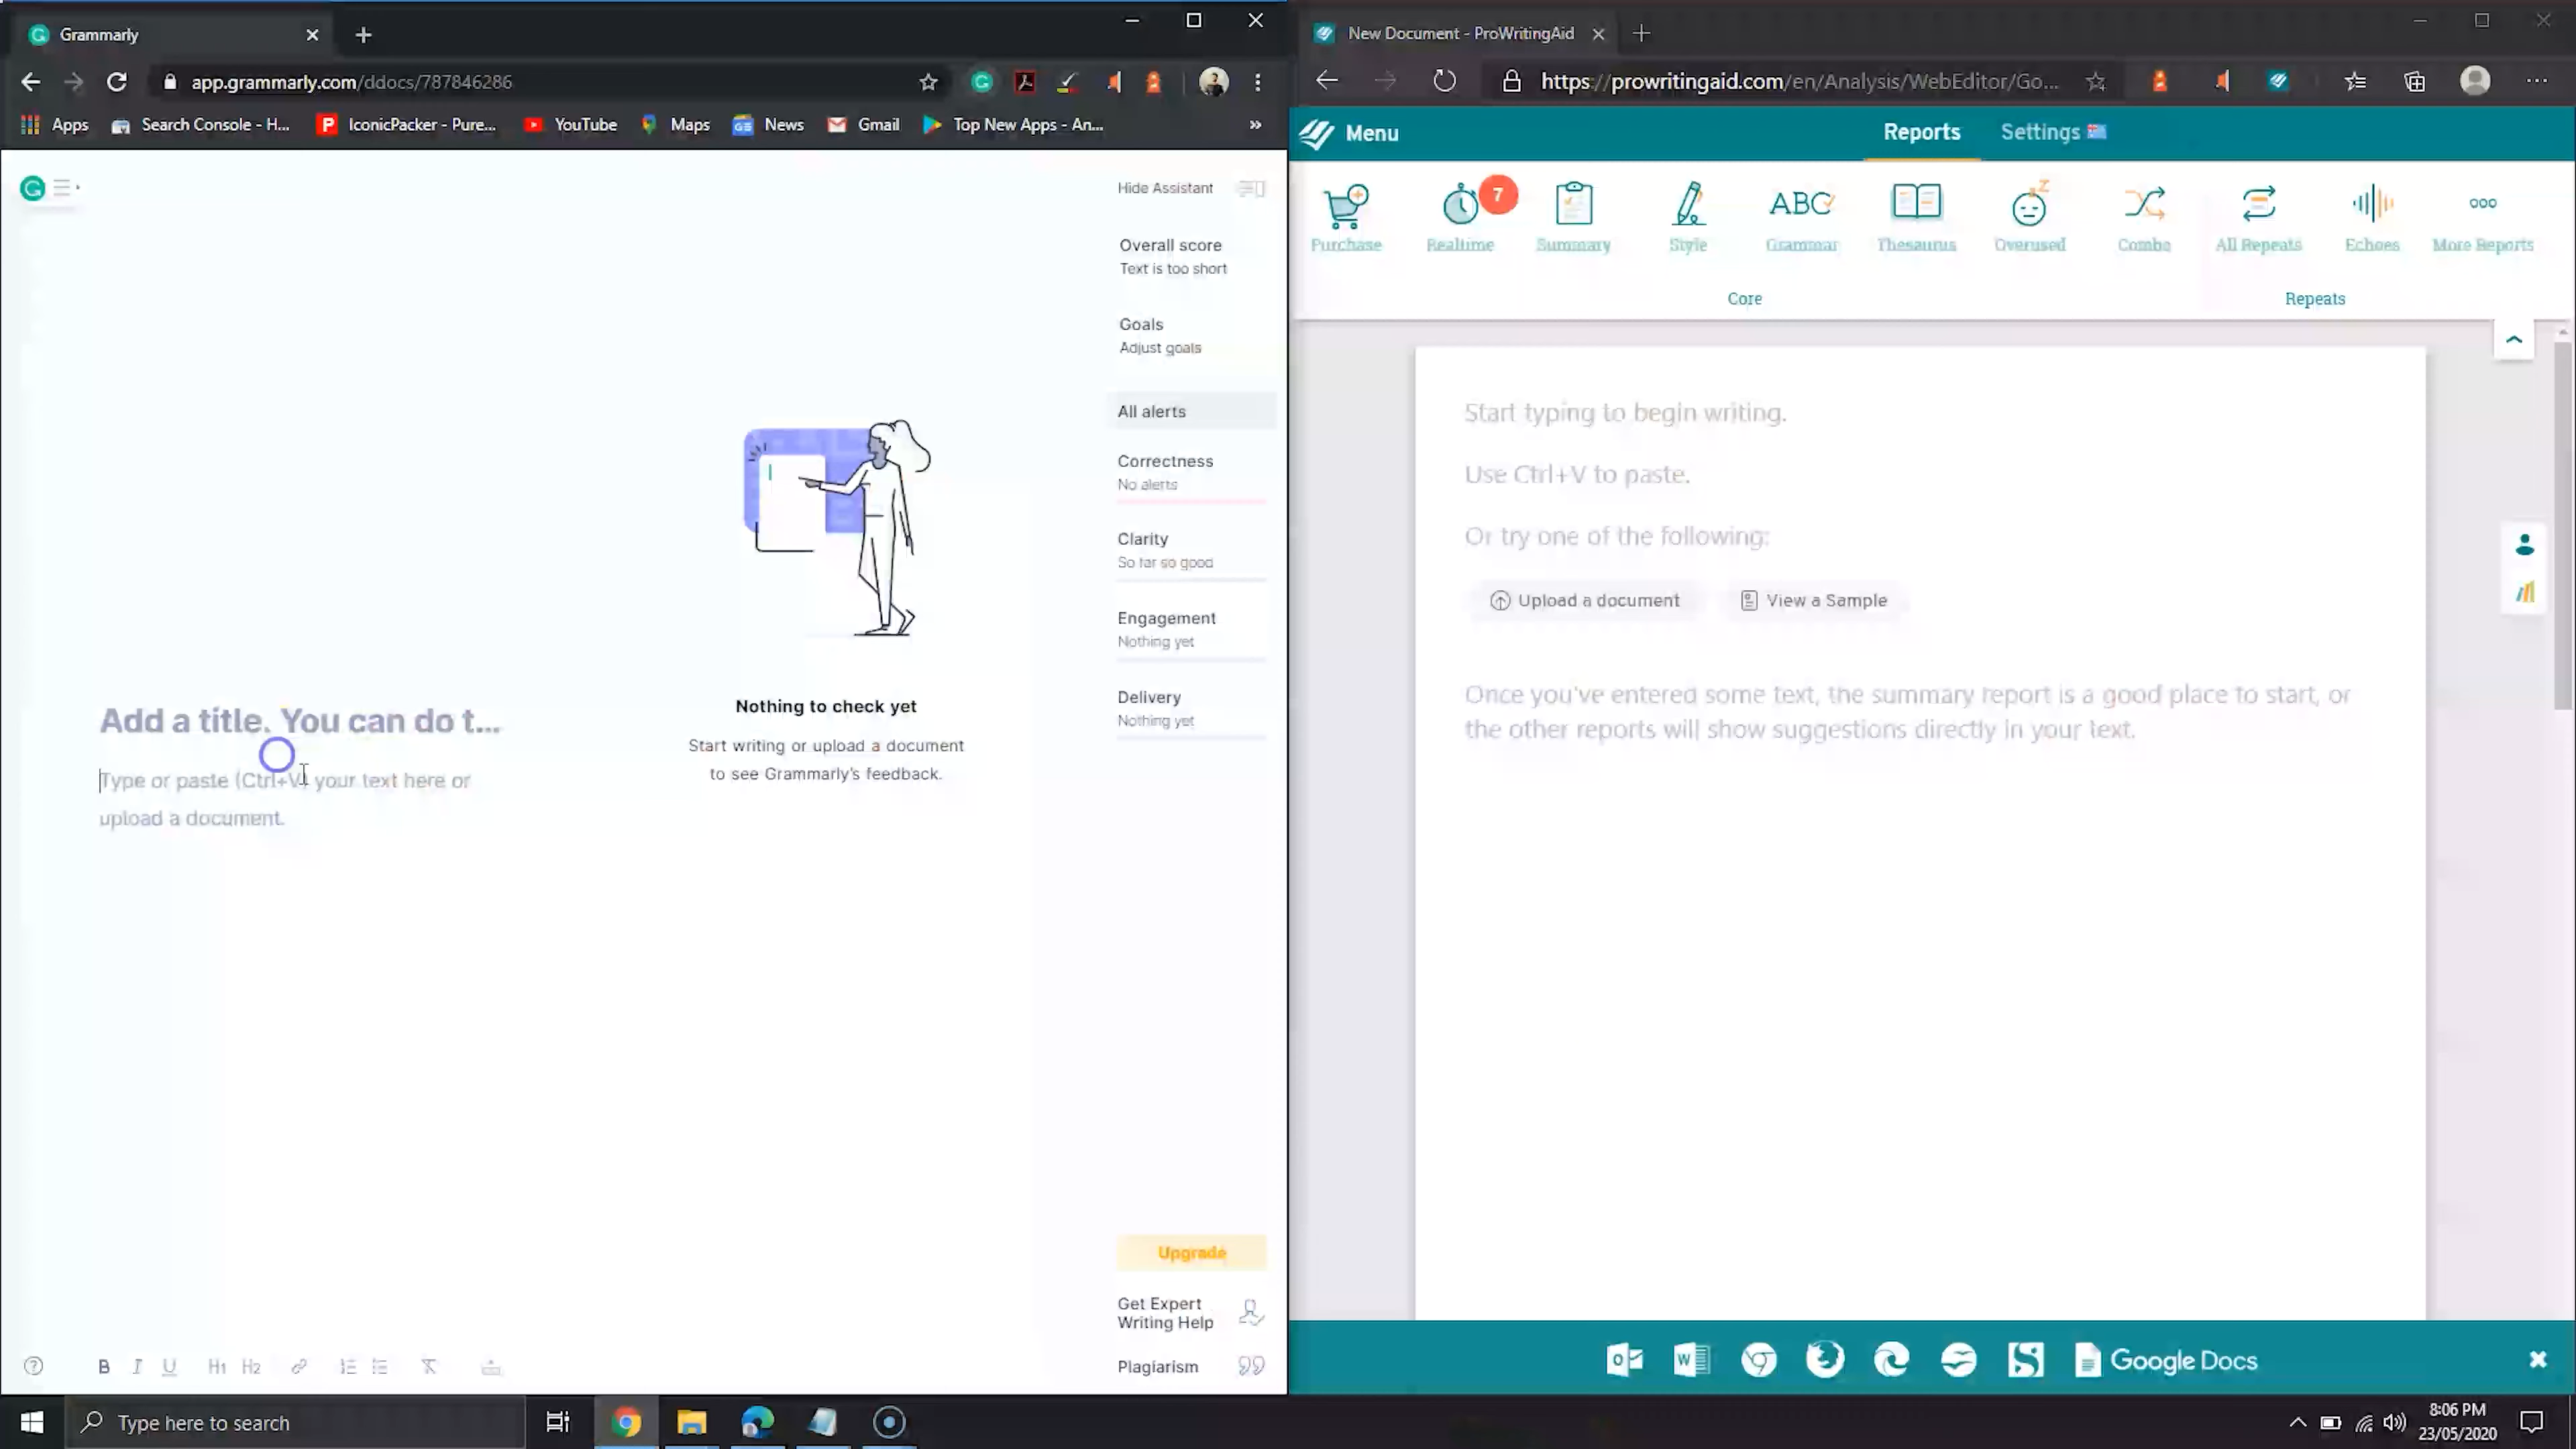 Grammarly
app.grammarly.com/ddocs/787846286
Apps
Search Console - H...
IconicPacker - Pure...
YouTube
Maps
News
Gmail
Top New Apps - An...
»
Hide Assistant
Overall score
Text is too short
Goals
Adjust goals
All alerts
Correctness
No alerts
Clarity
So far so good
Engagement
Nothing yet
Delivery
Nothing yet
Add a title. You can do t...
Type or paste (Ctrl+V) your text here or
upload a document.
Nothing to check yet
Start writing or upload a document
to see Grammarly's feedback.
Upgrade
Get Expert
Writing Help
Plagiarism
B I U H1 H2
New Document - ProWritingAid
https://prowritingaid.com/en/Analysis/WebEditor/Go...
Menu
Reports
Settings
Purchase
Realtime
7
Summary
Style
ABC
Grammar
Thesaurus
Overused
Combo
All Repeats
Echoes
More Reports
Core
Repeats
Start typing to begin writing.
Use Ctrl+V to paste.
Or try one of the following:
Upload a document
View a Sample
Once you've entered some text, the summary report is a good place to start, or
the other reports will show suggestions directly in your text.
Google Docs
Type here to search
8:06 PM
23/05/2020